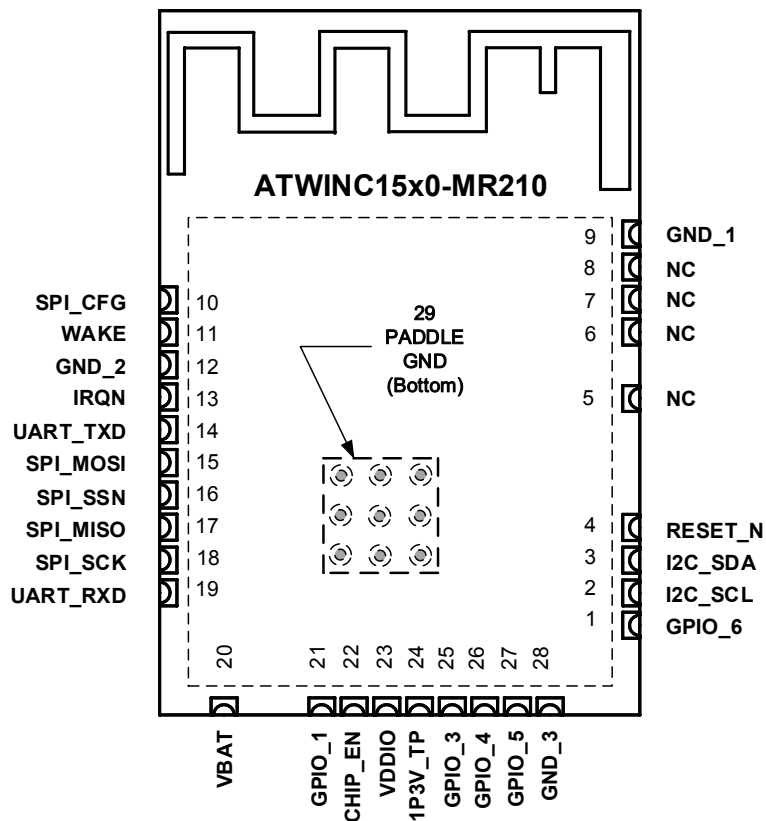 ATWINC15x0-MR210
9 GND_1
8 NC
7 NC
6 NC
5 NC
4 RESET_N
3 I2C_SDA
2 I2C_SCL
1 GPIO_6
SPI_CFG 10
WAKE 11
GND_2 12
IRQN 13
UART_TXD 14
SPI_MOSI 15
SPI_SSN 16
SPI_MISO 17
SPI_SCK 18
UART_RXD 19
29
PADDLE
GND
(Bottom)
20 VBAT
21 GPIO_1
22 CHIP_EN
23 VDDIO
24 1P3V_TP
25 GPIO_3
26 GPIO_4
27 GPIO_5
28 GND_3